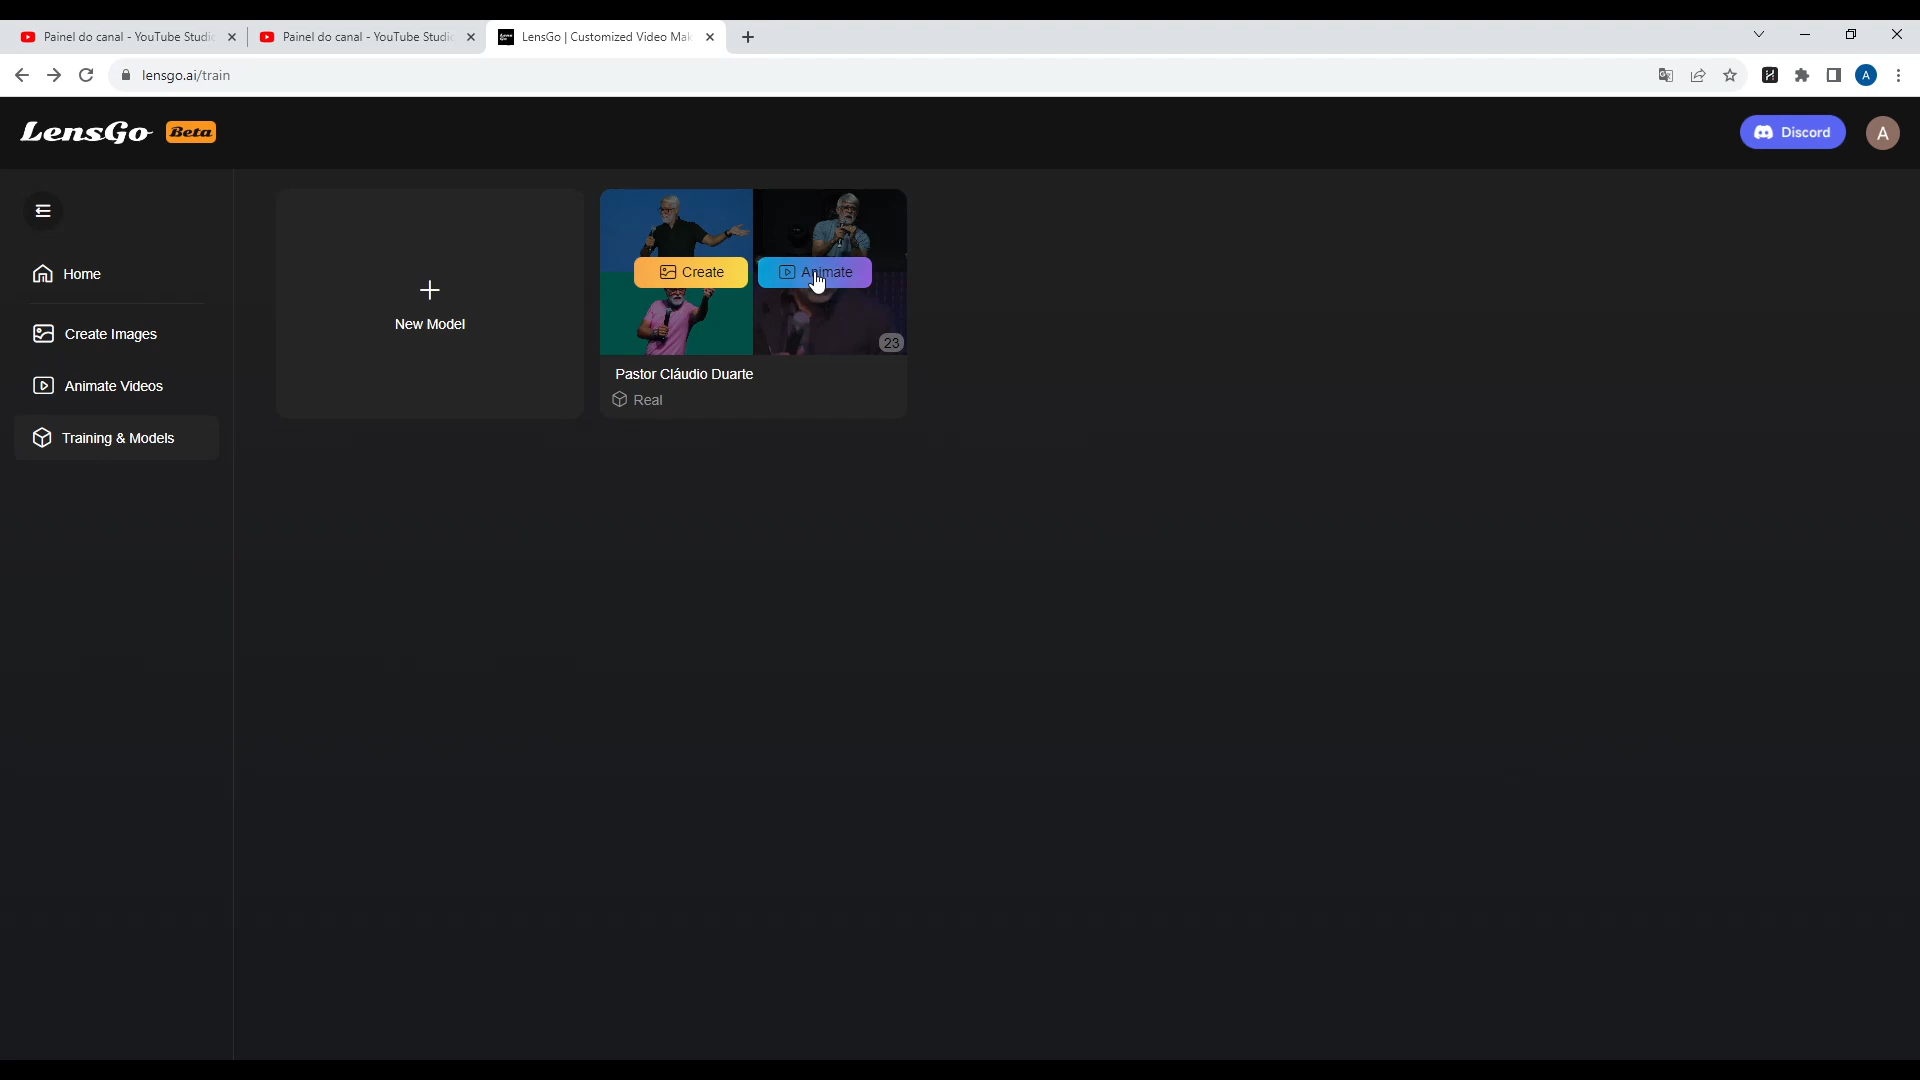 Painel do canal - YouTube Studi
Painel do canal - YouTube Studi
LensGo | Customized Video Mak
lensgo.ai/train
A
LensGo Beta
Discord
A
Home
Create Images
Animate Videos
Training & Models
New Model
Create
Animate
23
Pastor Cláudio Duarte
Real